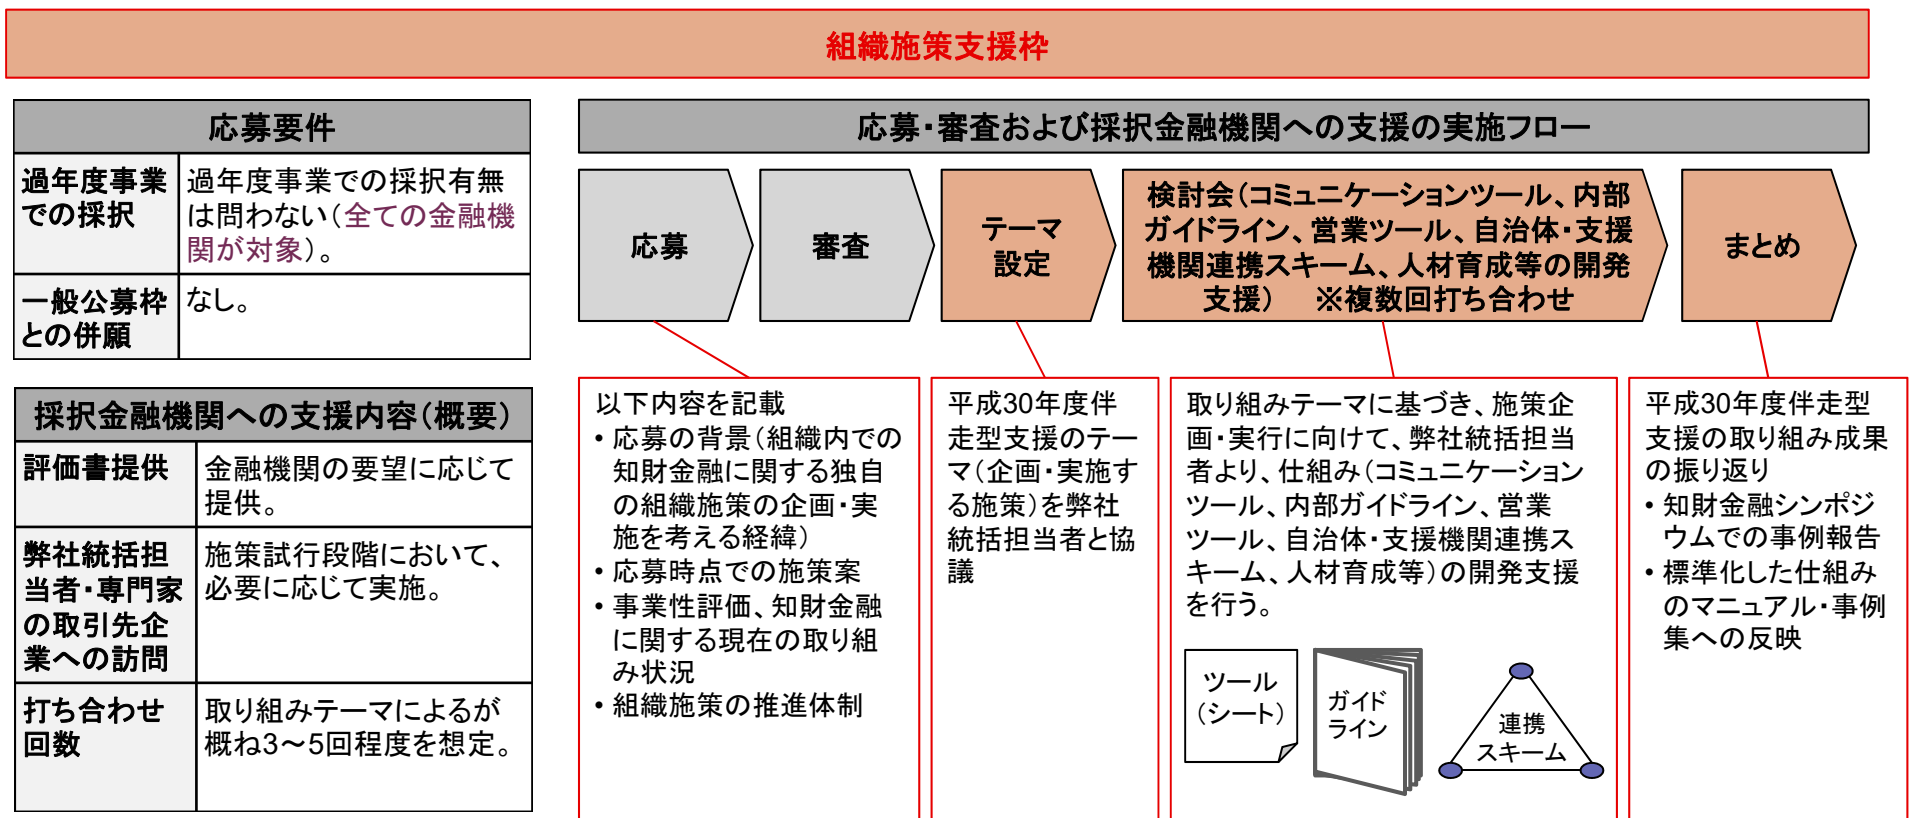 組織施策支援枠
応募要件
過年度事業
での採択
過年度事業での採択有無
は問わない(全ての金融機
関が対象)。
一般公募枠
との併願
なし。
採択金融機関への支援内容(概要)
評価書提供
金融機関の要望に応じて
提供。
弊社統括担
当者・専門家
の取引先企
業への訪問
施策試行段階において、
必要に応じて実施。
打ち合わせ
回数
取り組みテーマによるが
概ね3～5回程度を想定。
応募・審査および採択金融機関への支援の実施フロー
応募
審査
テーマ
設定
検討会(コミュニケーションツール、内部
ガイドライン、営業ツール、自治体・支援
機関連携スキーム、人材育成等の開発
支援) ※複数回打ち合わせ
まとめ
以下内容を記載
• 応募の背景(組織内での
知財金融に関する独自
の組織施策の企画・実
施を考える経緯)
• 応募時点での施策案
• 事業性評価、知財金融
に関する現在の取り組
み状況
• 組織施策の推進体制
平成30年度伴
走型支援のテー
マ(企画・実施す
る施策)を弊社
統括担当者と協
議
取り組みテーマに基づき、施策企
画・実行に向けて、弊社統括担当
者より、仕組み(コミュニケーション
ツール、内部ガイドライン、営業
ツール、自治体・支援機関連携ス
キーム、人材育成等)の開発支援
を行う。
ツール
(シート)
ガイド
ライン
連携
スキーム
平成30年度伴走型
支援の取り組み成果
の振り返り
• 知財金融シンポジ
ウムでの事例報告
• 標準化した仕組み
のマニュアル・事例
集への反映